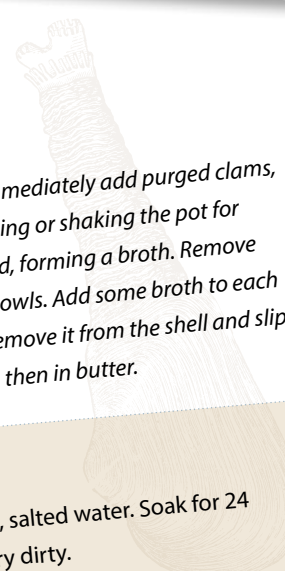 mediately add purged clams,
ing or shaking the pot for
d, forming a broth. Remove
owls. Add some broth to each
emove it from the shell and slip
then in butter.
, salted water. Soak for 24
ry dirty.